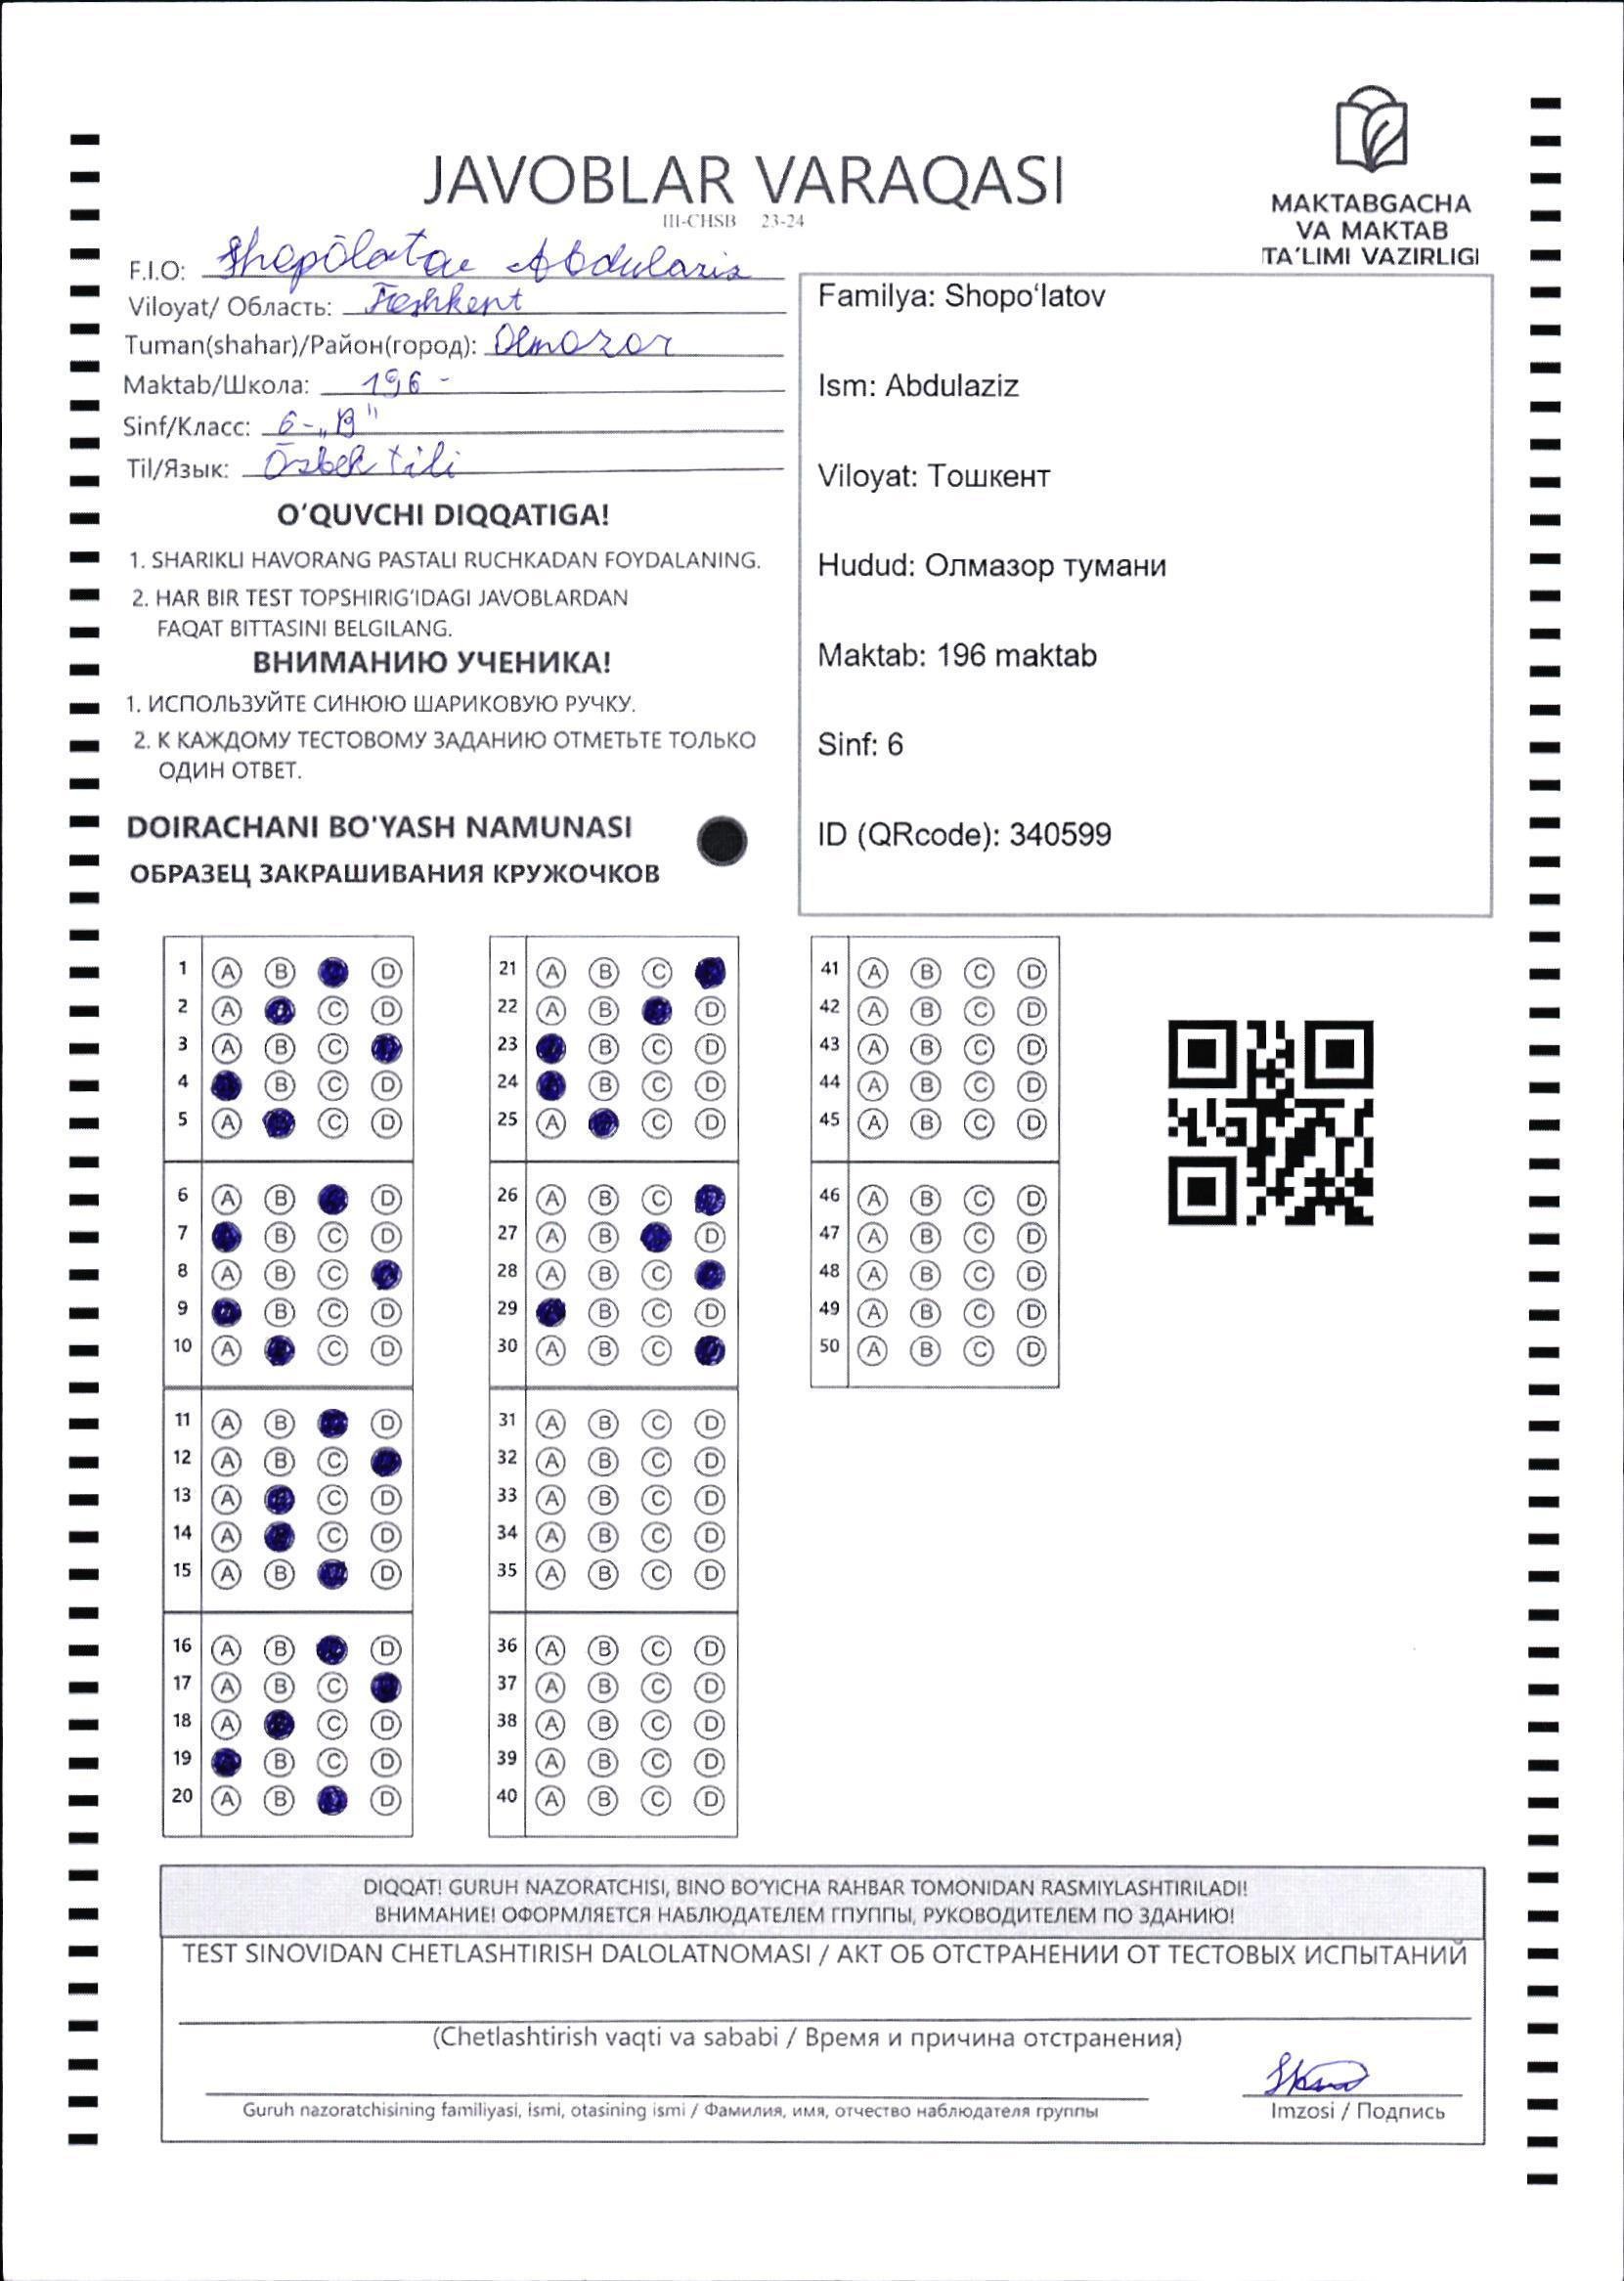 JAVOBLAR VARAQASI
III-CHSB 23-24
MAKTABGACHA
VA MAKTAB
TA'LIMI VAZIRLIGI
F.I.O: Shopōlatov Abdulaziz
Viloyat/ Область: Toshkent
Tuman(shahar)/Район(город): Olmazor
Maktab/Школа: 196 -
Sinf/Класс: 6-„B"
Til/Язык: Ōzbek tili
O'QUVCHI DIQQATIGA!
1. SHARIKLI HAVORANG PASTALI RUCHKADAN FOYDALANING.
2. HAR BIR TEST TOPSHIRIG'IDAGI JAVOBLARDAN
FAQAT BITTASINI BELGILANG.
ВНИМАНИЮ УЧЕНИКА!
1. ИСПОЛЬЗУЙТЕ СИНЮЮ ШАРИКОВУЮ РУЧКУ.
2. К КАЖДОМУ ТЕСТОВОМУ ЗАДАНИЮ ОТМЕТЬТЕ ТОЛЬКО
ОДИН ОТВЕТ.
DOIRACHANI BO'YASH NAMUNASI
ОБРАЗЕЦ ЗАКРАШИВАНИЯ КРУЖОЧКОВ
Familya: Shopo'latov
Ism: Abdulaziz
Viloyat: Тошкент
Hudud: Олмазор тумани
Maktab: 196 maktab
Sinf: 6
ID (QRcode): 340599
1 A B D
2 A C D
3 A B C
4 B C D
5 A C D
6 A B D
7 B C D
8 A B C
9 B C D
10 A C D
11 A B D
12 A B C
13 A C D
14 A C D
15 A B D
16 A B D
17 A B C
18 A C D
19 B C D
20 A B D
21 A B C
22 A B D
23 B C D
24 B C D
25 A C D
26 A B C
27 A B D
28 A B C
29 B C D
30 A B C
31 A B C D
32 A B C D
33 A B C D
34 A B C D
35 A B C D
36 A B C D
37 A B C D
38 A B C D
39 A B C D
40 A B C D
41 A B C D
42 A B C D
43 A B C D
44 A B C D
45 A B C D
46 A B C D
47 A B C D
48 A B C D
49 A B C D
50 A B C D
DIQQAT! GURUH NAZORATCHISI, BINO BO'YICHA RAHBAR TOMONIDAN RASMIYLASHTIRILADI!
ВНИМАНИЕ! ОФОРМЛЯЕТСЯ НАБЛЮДАТЕЛЕМ ГПУППЫ, РУКОВОДИТЕЛЕМ ПО ЗДАНИЮ!
TEST SINOVIDAN CHETLASHTIRISH DALOLATNOMASI / АКТ ОБ ОТСТРАНЕНИИ ОТ ТЕСТОВЫХ ИСПЫТАНИЙ
(Chetlashtirish vaqti va sababi / Время и причина отстранения)
Guruh nazoratchisining familiyasi, ismi, otasining ismi / Фамилия, имя, отчество наблюдателя группы
Imzosi / Подпись